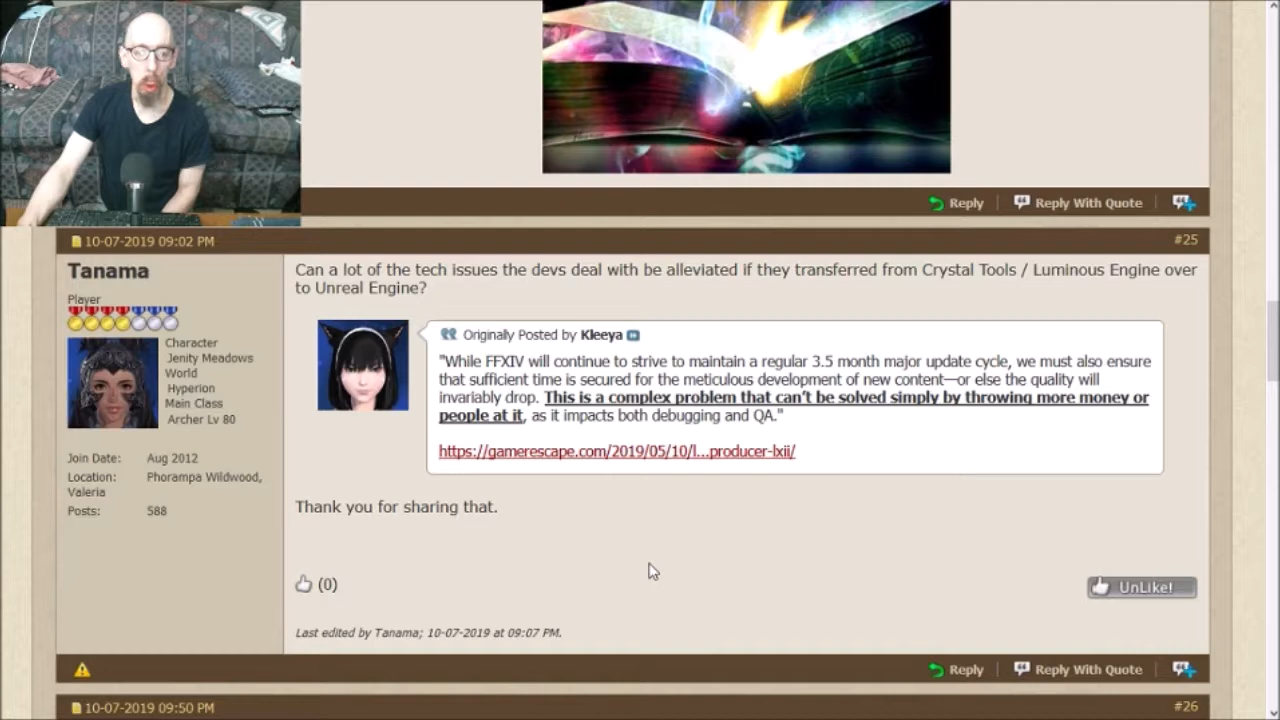 Reply
Reply With Quote
10-07-2019 09:02 PM
#25
Tanama
Player
Character
Jenity Meadows
World
Hyperion
Main Class
Archer Lv 80
Join Date: Aug 2012
Location: Phorampa Wildwood,
Valeria
Posts: 588
Can a lot of the tech issues the devs deal with be alleviated if they transferred from Crystal Tools / Luminous Engine over
to Unreal Engine?
Originally Posted by Kleeya
"While FFXIV will continue to strive to maintain a regular 3.5 month major update cycle, we must also ensure
that sufficient time is secured for the meticulous development of new content—or else the quality will
invariably drop. This is a complex problem that can't be solved simply by throwing more money or
people at it, as it impacts both debugging and QA."
https://gamerescape.com/2019/05/10/l...producer-lxii/
Thank you for sharing that.
(0)
UnLike!
Last edited by Tanama; 10-07-2019 at 09:07 PM.
Reply
Reply With Quote
10-07-2019 09:50 PM
#26